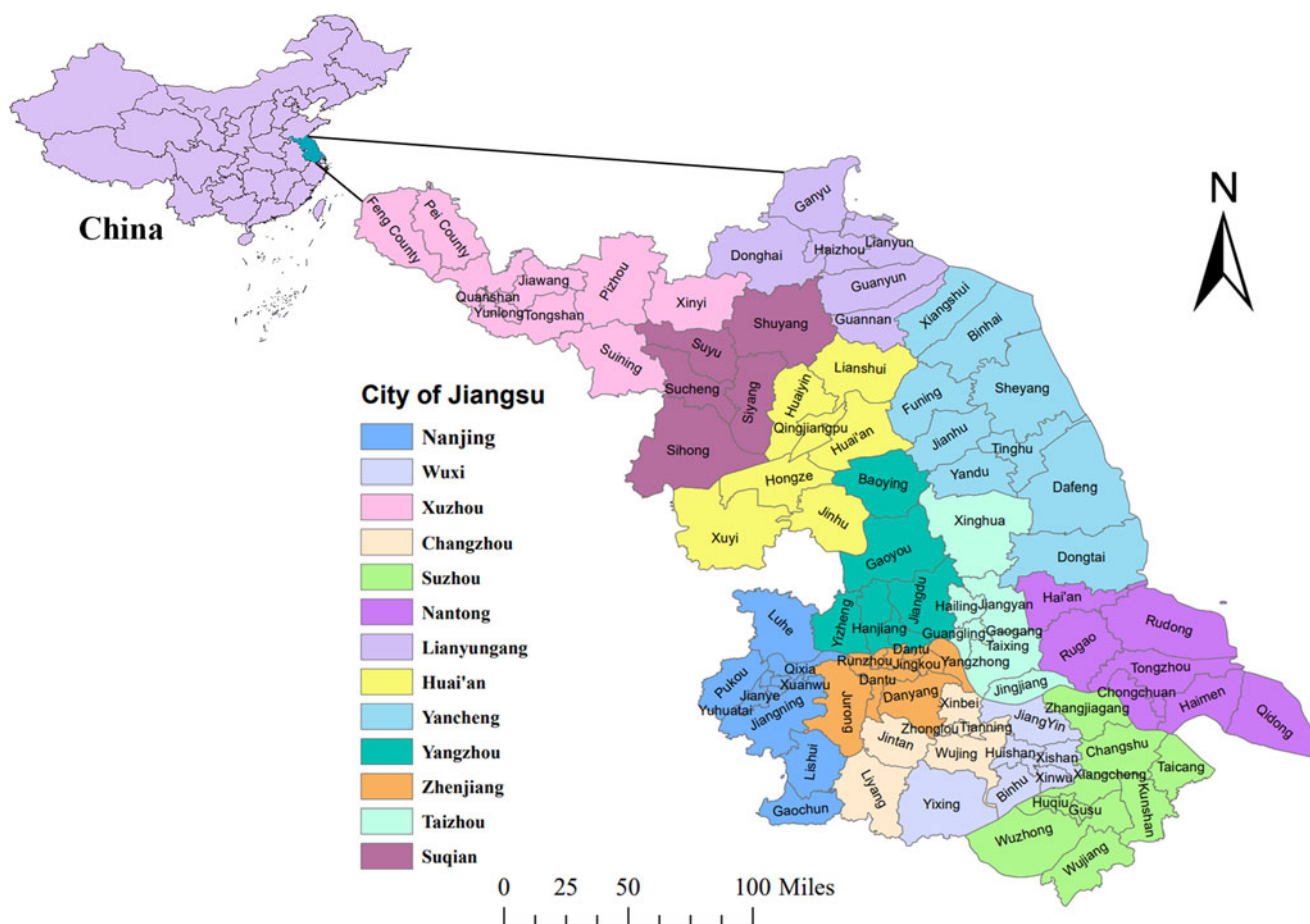 China
N
City of Jiangsu
Nanjing
Wuxi
Xuzhou
Changzhou
Suzhou
Nantong
Lianyungang
Huai'an
Yancheng
Yangzhou
Zhenjiang
Taizhou
Suqian
0 25 50 100 Miles
Feng County
Pei County
Jiawang
Quanshan
Yunlong
Tongshan
Pizhou
Xinyi
Suining
Ganyu
Donghai
Haizhou
Lianyun
Guanyun
Guannan
Shuyang
Suyu
Sucheng
Siyang
Sihong
Lianshui
Huaiyin
Qingjiangpu
Huai'an
Hongze
Xuyi
Jinhu
Xiangshui
Binhai
Funing
Sheyang
Jianhu
Tinghu
Yandu
Dafeng
Dongtai
Baoying
Gaoyou
Yizheng
Hanjiang
Jiangdu
Guangling
Xinghua
Hailing
Jiangyan
Gaogang
Taixing
Jingjiang
Hai'an
Rudong
Rugao
Tongzhou
Chongchuan
Haimen
Qidong
Luhe
Pukou
Qixia
Xuanwu
Jianye
Yuhuatai
Jiangning
Lishui
Gaochun
Dantu
Runzhou
Jingkou
Yangzhong
Dantu
Danyang
Jurong
Xinbei
Zhonglou
Tianning
Jintan
Wujing
Liyang
JiangYin
Huishan
Xishan
Xinwu
Binhu
Yixing
Zhangjiagang
Changshu
Taicang
Xiangcheng
Kunshan
Huqiu
Gusu
Wuzhong
Wujiang